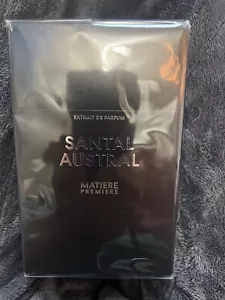 EXTRAIT DE PARFUM
SANTAL
AUSTRAL
MATIERE
PREMIERE